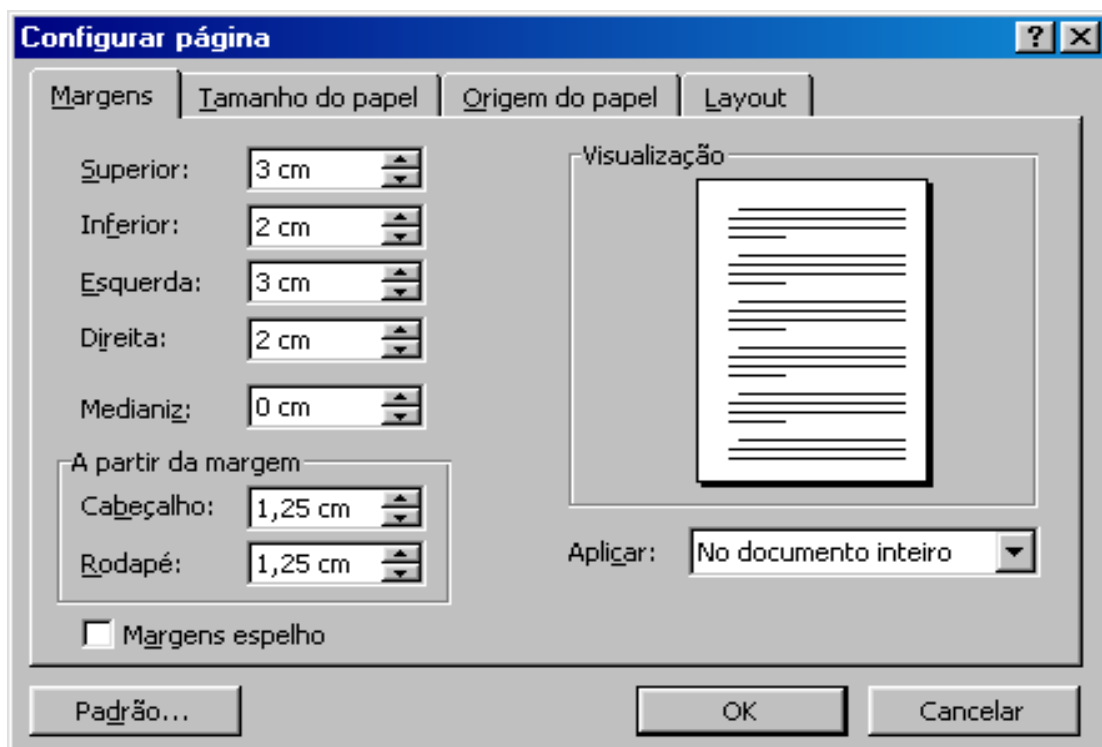 Configurar página
Margens Tamanho do papel Origem do papel Layout
Superior: 3 cm
Inferior: 2 cm
Esquerda: 3 cm
Direita: 2 cm
Medianiz: 0 cm
A partir da margem
Cabeçalho: 1,25 cm
Rodapé: 1,25 cm
Margens espelho
Visualização
Aplicar: No documento inteiro
Padrão... OK Cancelar